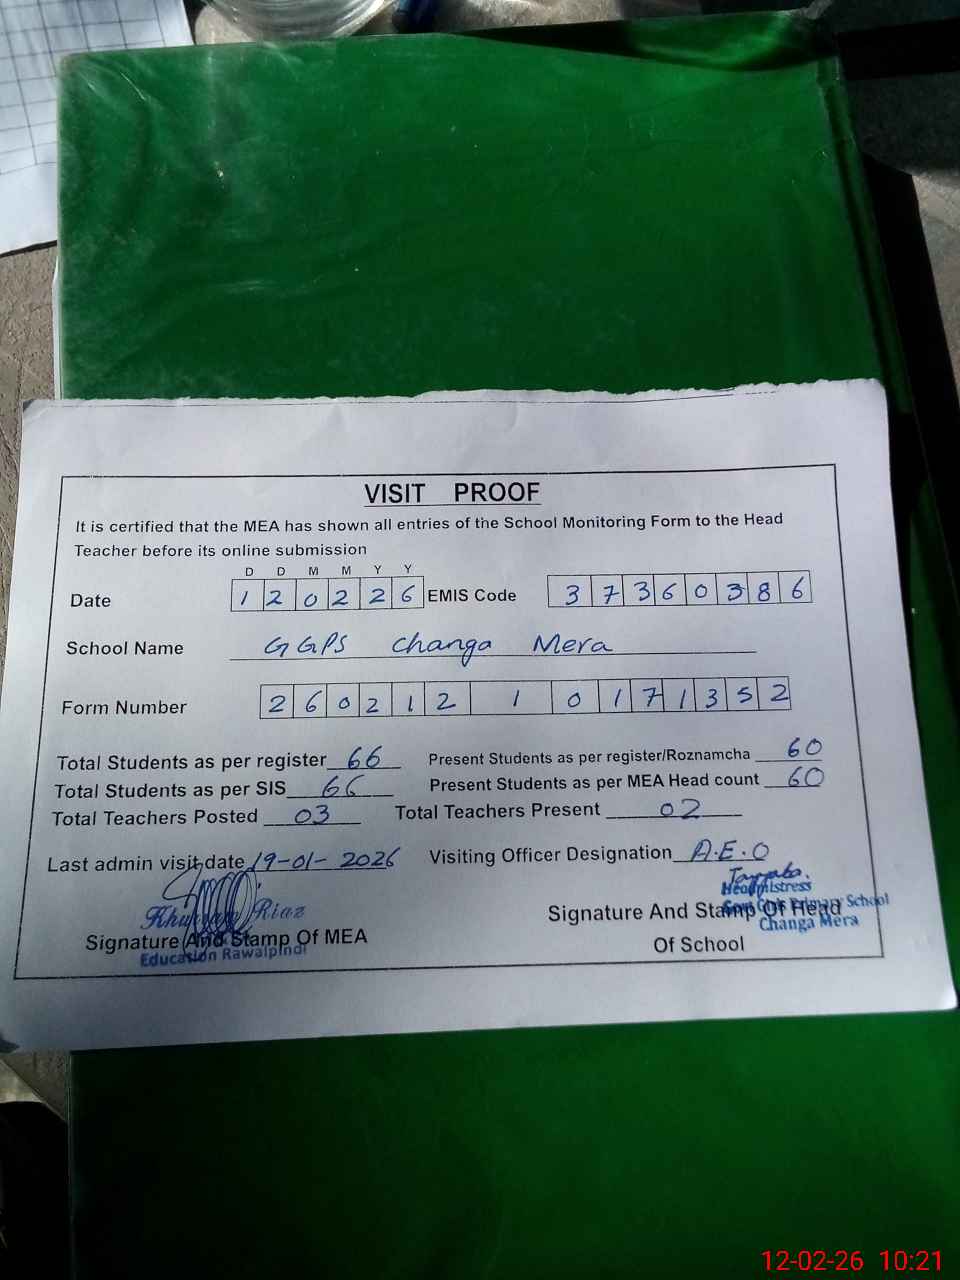 VISIT PROOF
It is certified that the MEA has shown all entries of the School Monitoring Form to the Head
Teacher before its online submission
D D M M Y Y
Date 1 2 0 2 2 6 EMIS Code 3 7 3 6 0 3 8 6
School Name GGPS Changa Mera
Form Number 2 6 0 2 1 2 1 0 1 7 1 3 5 2
Total Students as per register 66 Present Students as per register/Roznamcha 60
Total Students as per SIS 66 Present Students as per MEA Head count 60
Total Teachers Posted 03 Total Teachers Present 02
Last admin visit date 19-01-2026 Visiting Officer Designation A.E.O
Khurram Riaz
Signature And Stamp Of MEA
Education Rawalpindi
Headmistress
Govt Girls Primary School
Changa Mera
Signature And Stamp Of Head
Of School
12-02-26 10:21